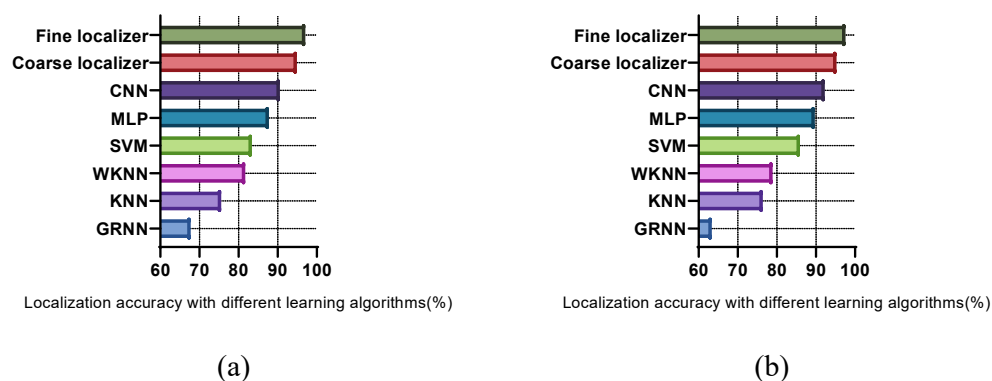 Fine localizer
Coarse localizer
CNN
MLP
SVM
WKNN
KNN
GRNN
60 70 80 90 100
Localization accuracy with different learning algorithms(%)
(a)
Fine localizer
Coarse localizer
CNN
MLP
SVM
WKNN
KNN
GRNN
60 70 80 90 100
Localization accuracy with different learning algorithms(%)
(b)